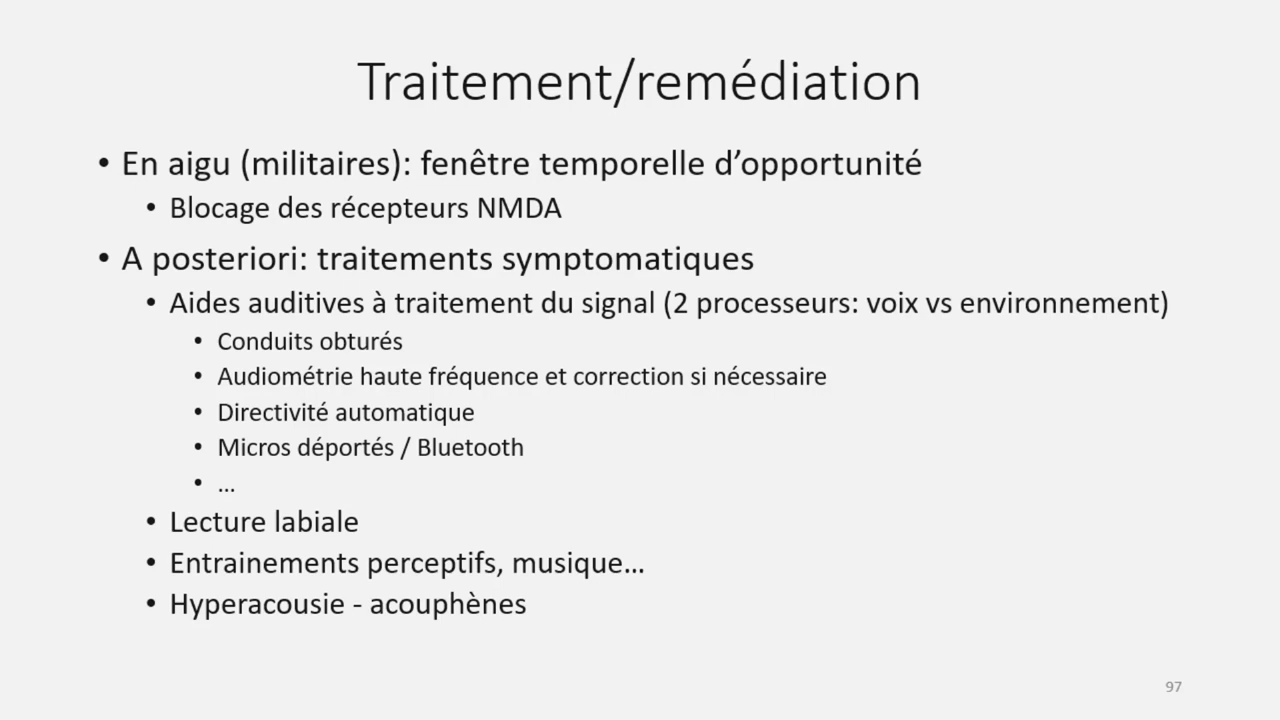 Traitement/remédiation
• En aigu (militaires): fenêtre temporelle d’opportunité
• Blocage des récepteurs NMDA
• A posteriori: traitements symptomatiques
• Aides auditives à traitement du signal (2 processeurs: voix vs environnement)
• Conduits obturés
• Audiométrie haute fréquence et correction si nécessaire
• Directivité automatique
• Micros déportés / Bluetooth
• …
• Lecture labiale
• Entrainements perceptifs, musique…
• Hyperacousie - acouphènes
97